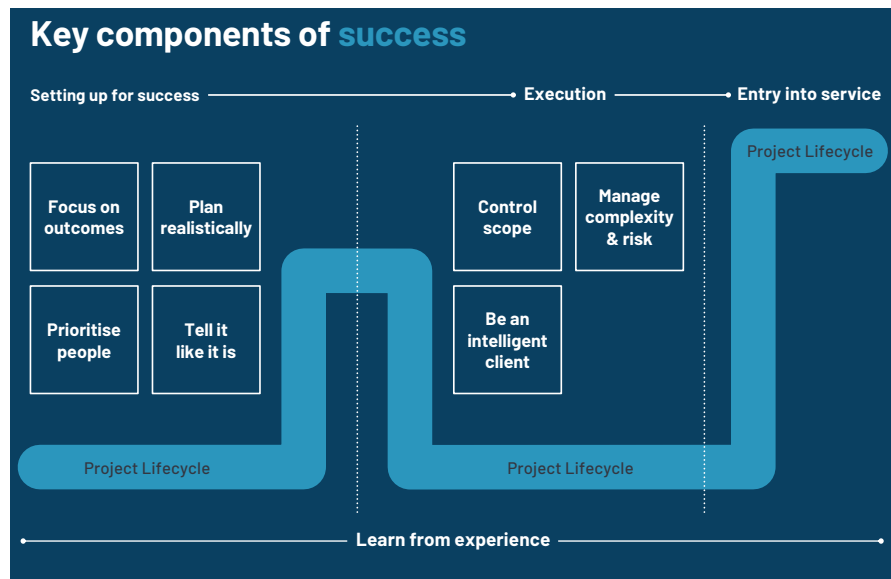 Key components of success
Setting up for success
Execution
Entry into service
Project Lifecycle
Focus on
outcomes
Plan
realistically
Control
scope
Manage
complexity
& risk
Prioritise
people
Tell it
like it is
Be an
intelligent
client
Project Lifecycle
Project Lifecycle
Learn from experience